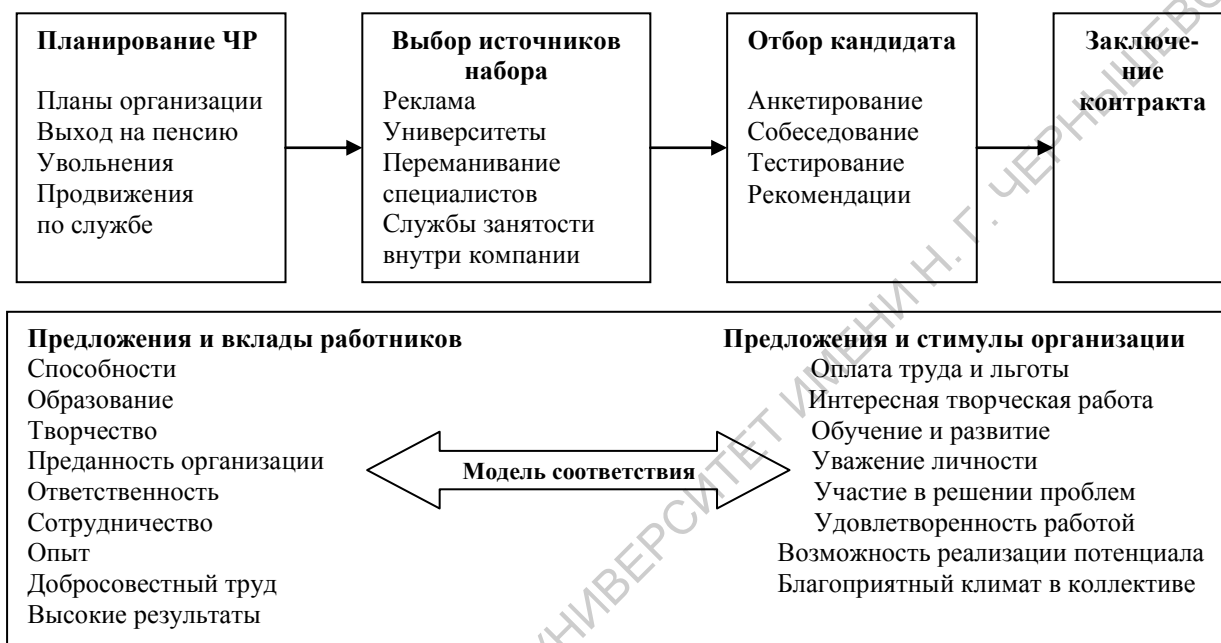 Планирование ЧР
Планы организации
Выход на пенсию
Увольнения
Продвижения
по службе
Выбор источников
набора
Реклама
Университеты
Переманивание
специалистов
Службы занятости
внутри компании
Отбор кандидата
Анкетирование
Собеседование
Тестирование
Рекомендации
Заключе-
ние
контракта
Предложения и вклады работников
Способности
Образование
Творчество
Преданность организации
Ответственность
Сотрудничество
Опыт
Добросовестный труд
Высокие результаты
Модель соответствия
Предложения и стимулы организации
Оплата труда и льготы
Интересная творческая работа
Обучение и развитие
Уважение личности
Участие в решении проблем
Удовлетворенность работой
Возможность реализации потенциала
Благоприятный климат в коллективе
УНИВЕРСИТЕТ ИМЕНИ Н. Г. ЧЕРНЫШЕВСК